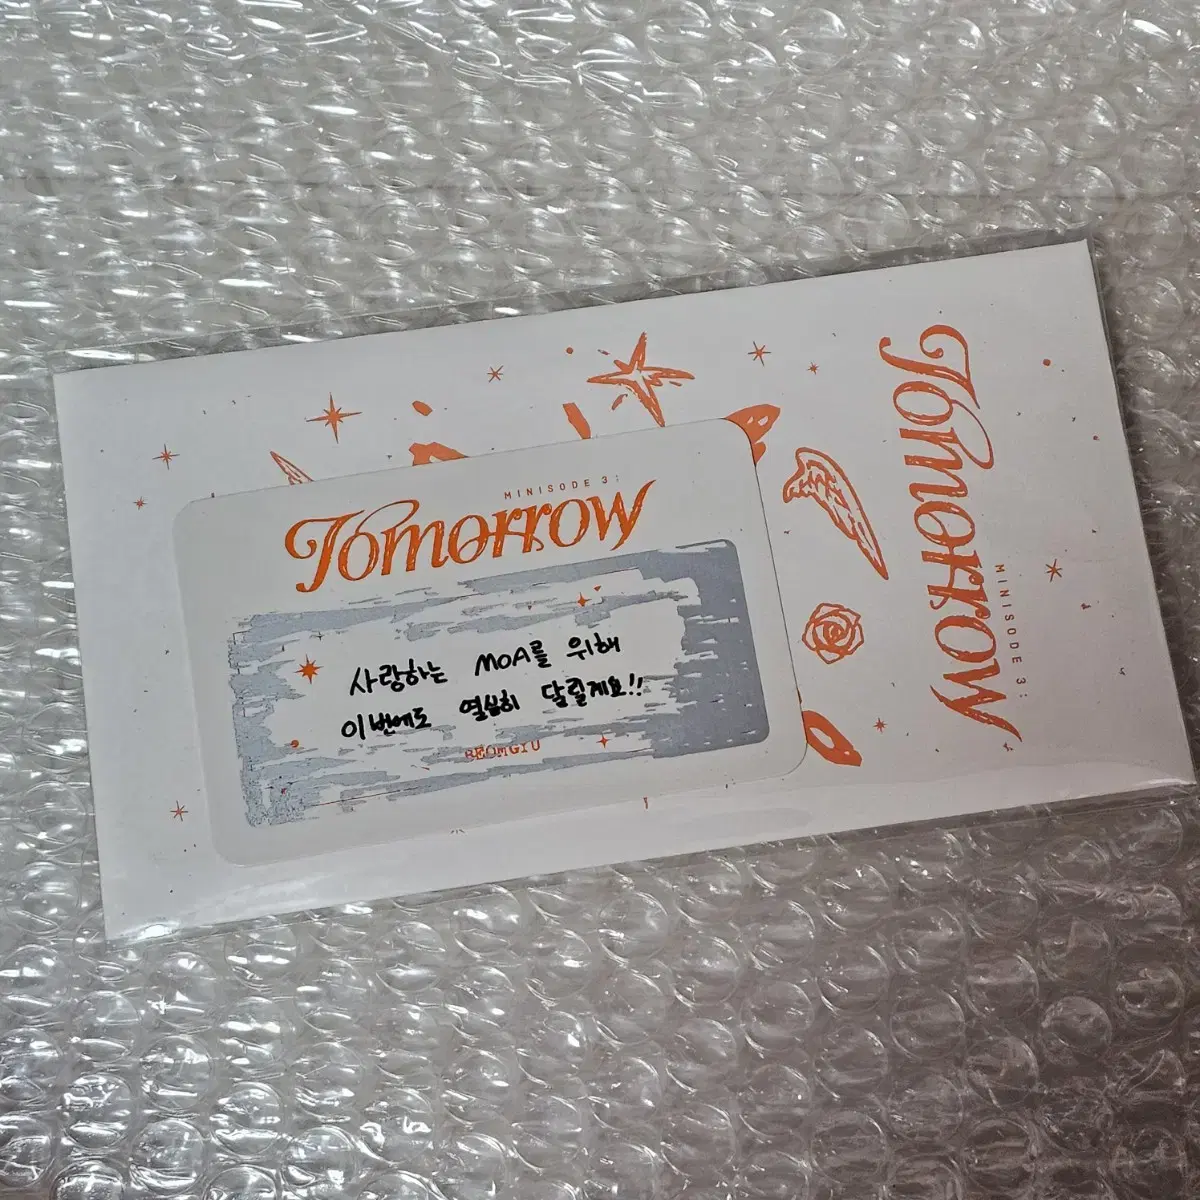 MINISODE 3:
Tomorrow
사랑하는 MOA를 위해
이번에도 열심히 달릴게요!!
BEOMGYU
Tomorrow
MINISODE 3: